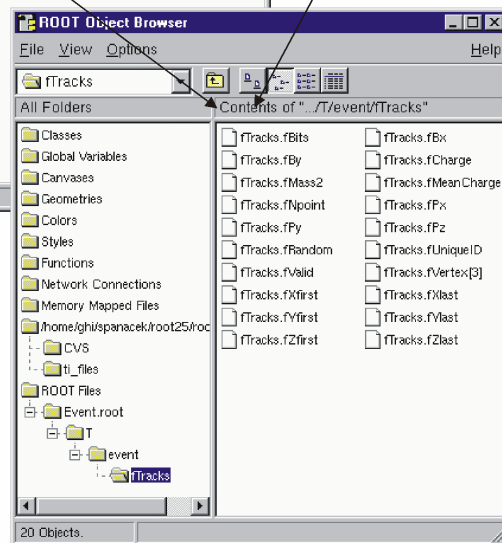 ROOT Object Browser
File View Options Help
fTracks
All Folders
Contents of ".../T/event/fTracks"
Classes
Global Variables
Canvases
Geometries
Colors
Styles
Functions
Network Connections
Memory Mapped Files
/home/ghi/spanacek/root25/roo
CVS
ti_files
ROOT Files
Event.root
T
event
fTracks
fTracks.fBits fTracks.fBx
fTracks.fBy fTracks.fCharge
fTracks.fMass2 fTracks.fMeanCharge
fTracks.fNpoint fTracks.fPx
fTracks.fPy fTracks.fPz
fTracks.fRandom fTracks.fUniqueID
fTracks.fValid fTracks.fVertex[3]
fTracks.fXfirst fTracks.fXlast
fTracks.fYfirst fTracks.fYlast
fTracks.fZfirst fTracks.fZlast
20 Objects.